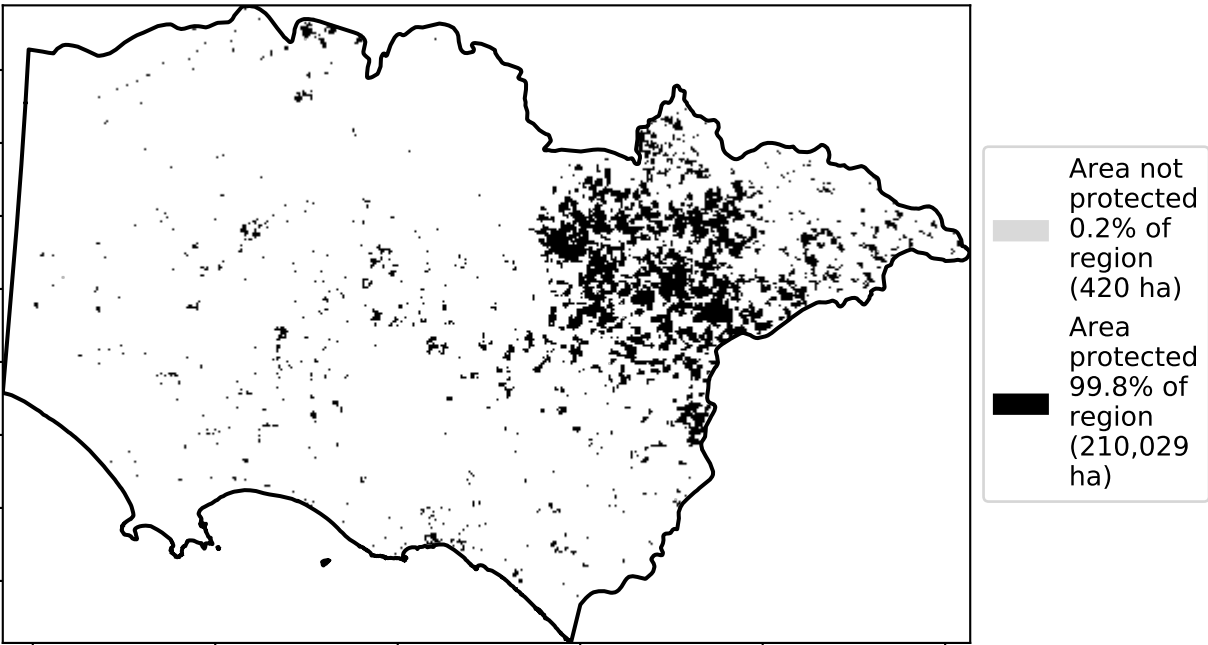 Area not
protected
0.2% of
region
(420 ha)
Area
protected
99.8% of
region
(210,029
ha)